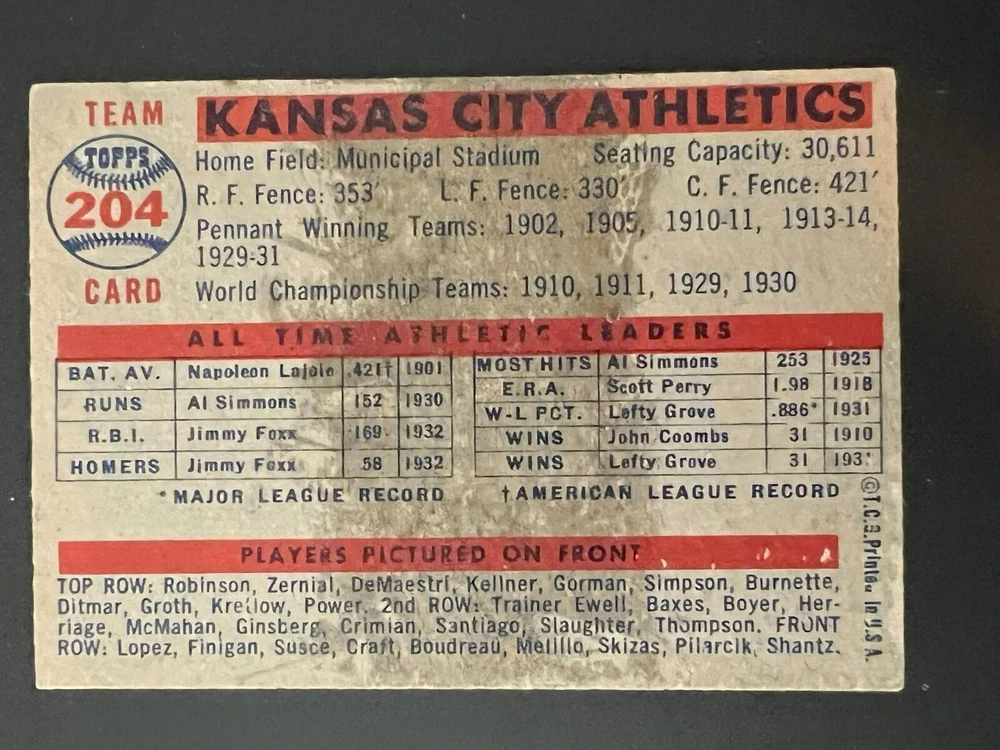 TEAM
TOPPS
204
CARD
KANSAS CITY ATHLETICS
Home Field: Municipal Stadium Seating Capacity: 30,611
R. F. Fence: 353′ L. F. Fence: 330′ C. F. Fence: 421′
Pennant Winning Teams: 1902, 1905, 1910-11, 1913-14,
1929-31
World Championship Teams: 1910, 1911, 1929, 1930
ALL TIME ATHLETIC LEADERS
BAT. AV. Napoleon Lajoie .421† 1901
RUNS Al Simmons 152 1930
R.B.I. Jimmy Foxx 169 1932
HOMERS Jimmy Foxx 58 1932
MOST HITS Al Simmons 253 1925
E.R.A. Scott Perry 1.98 1918
W-L PCT. Lefty Grove .886* 1931
WINS John Coombs 31 1910
WINS Lefty Grove 31
*MAJOR LEAGUE RECORD †AMERICAN LEAGUE RECORD
PLAYERS PICTURED ON FRONT
TOP ROW: Robinson, Zernial, DeMaestri, Kellner, Gorman, Simpson, Burnette,
Ditmar, Groth, Kretlow, Power. 2nd ROW: Trainer Ewell, Baxes, Boyer, Her-
riage, McMahan, Ginsberg, Crimian, Santiago, Slaughter, Thompson. FRONT
ROW: Lopez, Finigan, Susce, Craft, Boudreau, Melillo, Skizas, Pilarcik, Shantz.
©T.C.G. Printed in U.S.A.